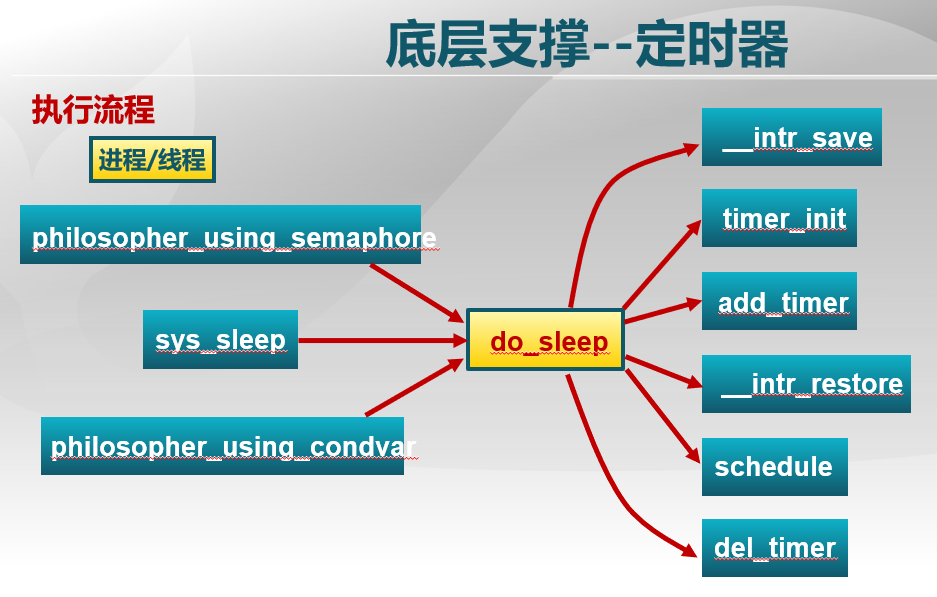 底层支撑--定时器
执行流程
进程/线程
philosopher_using_semaphore
sys_sleep
philosopher_using_condvar
do_sleep
__intr_save
timer_init
add_timer
__intr_restore
schedule
del_timer